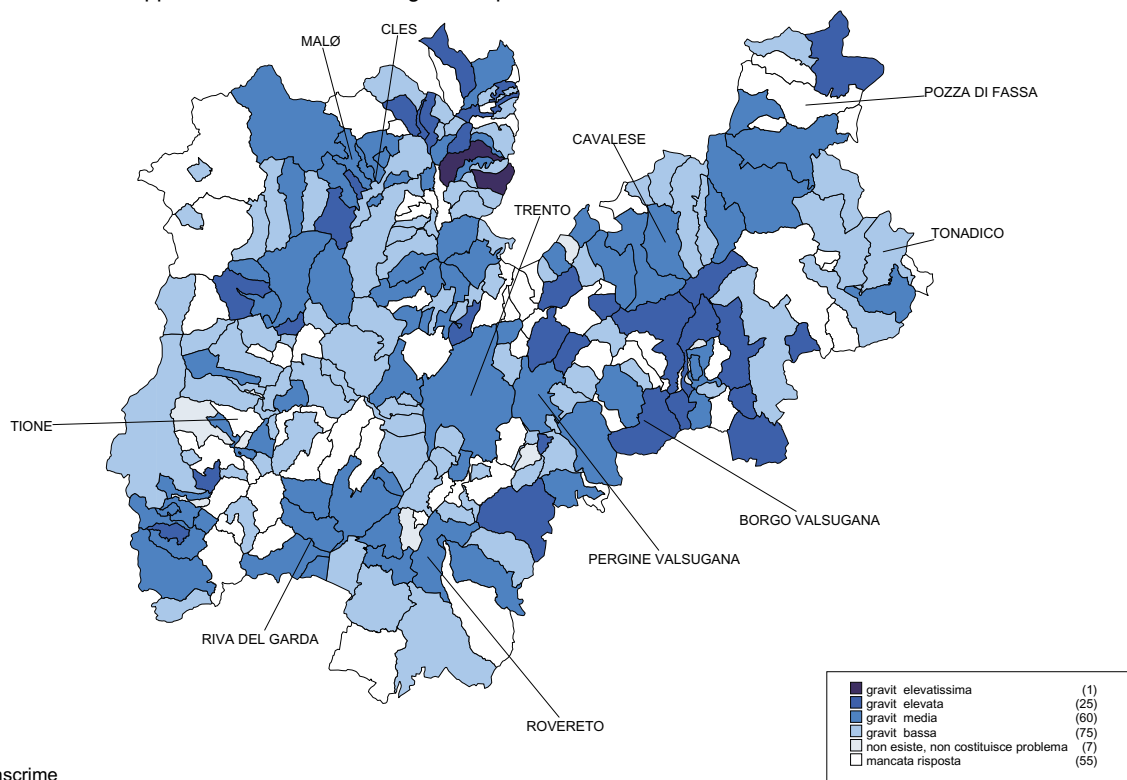 MALØ
CLES
POZZA DI FASSA
CAVALESE
TRENTO
TONADICO
TIONE
BORGO VALSUGANA
PERGINE VALSUGANA
RIVA DEL GARDA
ROVERETO
gravit elevatissima (1)
gravit elevata (25)
gravit media (60)
gravit bassa (75)
non esiste, non costituisce problema (7)
mancata risposta (55)